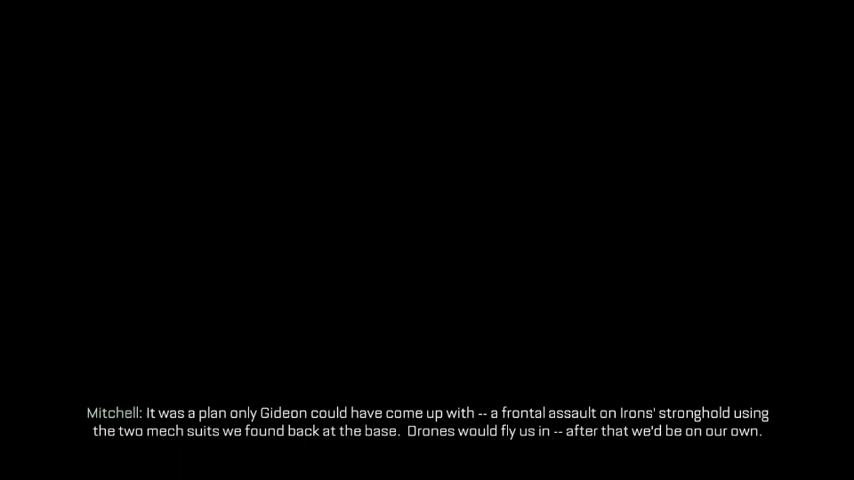 Mitchell: It was a plan only Gideon could have come up with -- a frontal assault on Irons' stronghold using
the two mech suits we found back at the base.  Drones would fly us in -- after that we'd be on our own.